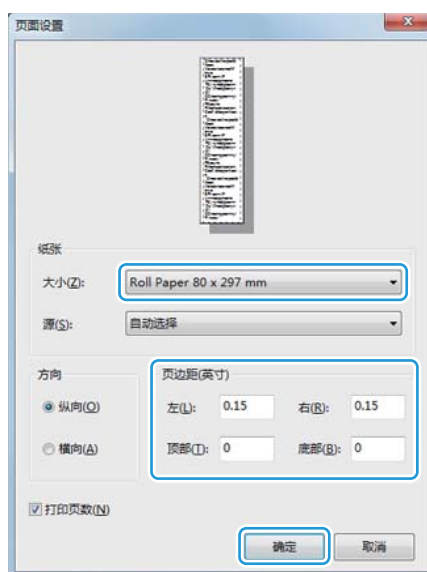 页面设置
纸张
大小(Z): Roll Paper 80 x 297 mm
源(S): 自动选择
方向
纵向(O)
横向(A)
页边距(英寸)
左(L): 0.15 右(R): 0.15
顶部(T): 0 底部(B): 0
打印页数(N)
确定 取消